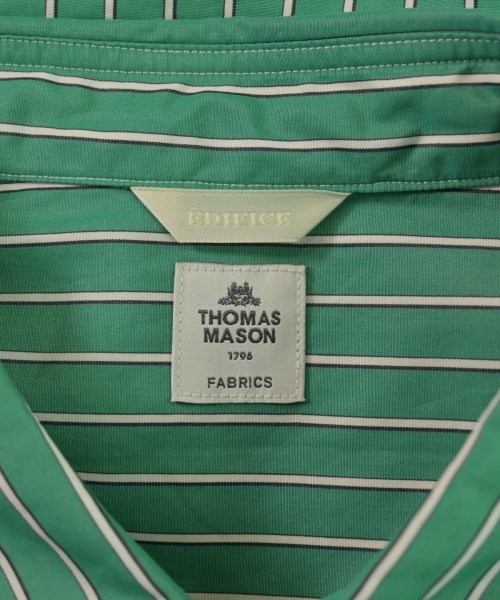 ÉDIFICE
THOMAS
MASON
1796
FABRICS